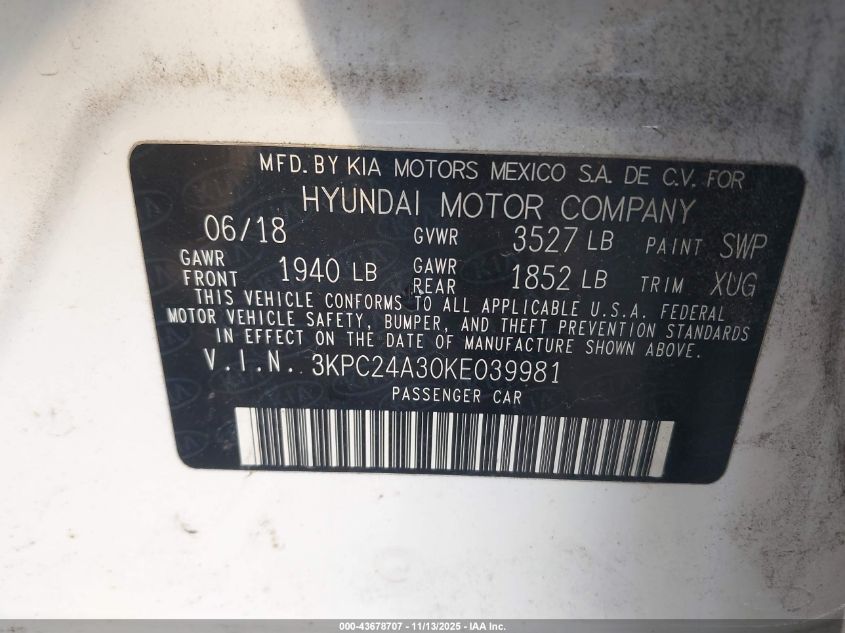 MFD. BY KIA MOTORS MEXICO S.A. DE C.V. FOR
HYUNDAI MOTOR COMPANY
06/18 GVWR 3527 LB PAINT SWP
GAWR FRONT 1940 LB GAWR REAR 1852 LB TRIM XUG
THIS VEHICLE CONFORMS TO ALL APPLICABLE U.S.A. FEDERAL
MOTOR VEHICLE SAFETY, BUMPER, AND THEFT PREVENTION STANDARDS
IN EFFECT ON THE DATE OF MANUFACTURE SHOWN ABOVE.
V.I.N. 3KPC24A30KE039981
PASSENGER CAR
000-43678707 - 11/13/2025 - IAA Inc.